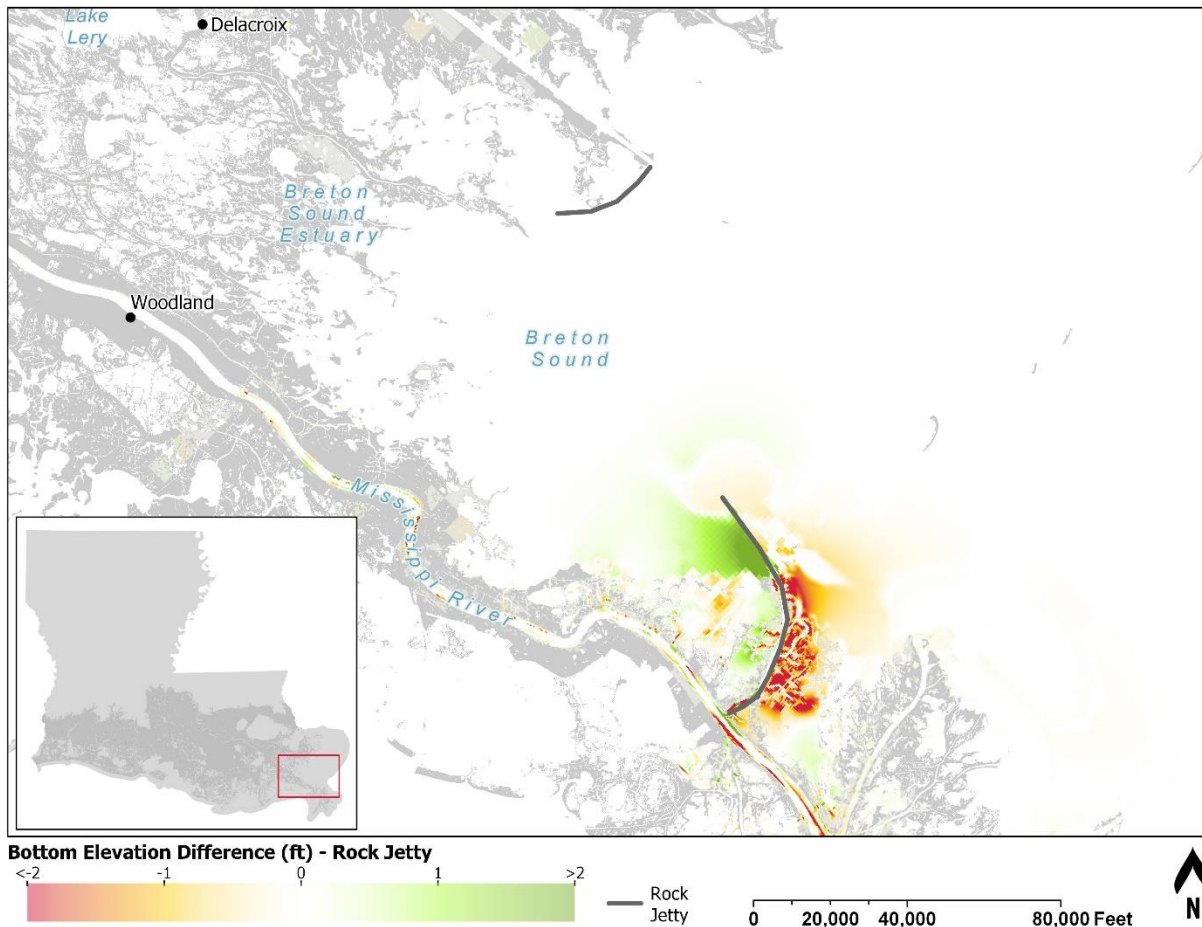 Lake
Lery
Delacroix
Breton
Sound
Estuary
Woodland
Breton
Sound
Mississippi River
Bottom Elevation Difference (ft) - Rock Jetty
<-2 -1 0 1 >2
Rock
Jetty
0 20,000 40,000 80,000 Feet
N